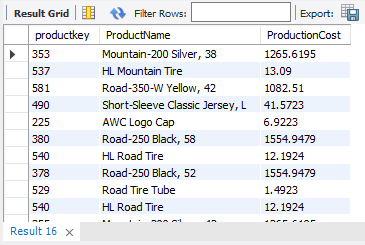 Result Grid Filter Rows: Export:
productkey ProductName ProductionCost
353 Mountain-200 Silver, 38 1265.6195
537 HL Mountain Tire 13.09
581 Road-350-W Yellow, 42 1082.51
490 Short-Sleeve Classic Jersey, L 41.5723
225 AWC Logo Cap 6.9223
380 Road-250 Black, 58 1554.9479
540 HL Road Tire 12.1924
378 Road-250 Black, 52 1554.9479
529 Road Tire Tube 1.4923
540 HL Road Tire 12.1924
Result 16